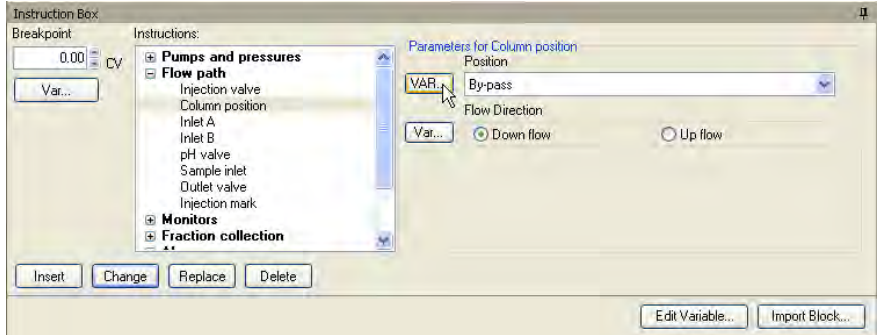 Instruction Box
Breakpoint
0.00 CV
Var...
Instructions:
Pumps and pressures
Flow path
Injection valve
Column position
Inlet A
Inlet B
pH valve
Sample inlet
Outlet valve
Injection mark
Monitors
Fraction collection
Parameters for Column position
Position
VAR... By-pass
Flow Direction
Var... Down flow Up flow
Insert Change Replace Delete
Edit Variable... Import Block...